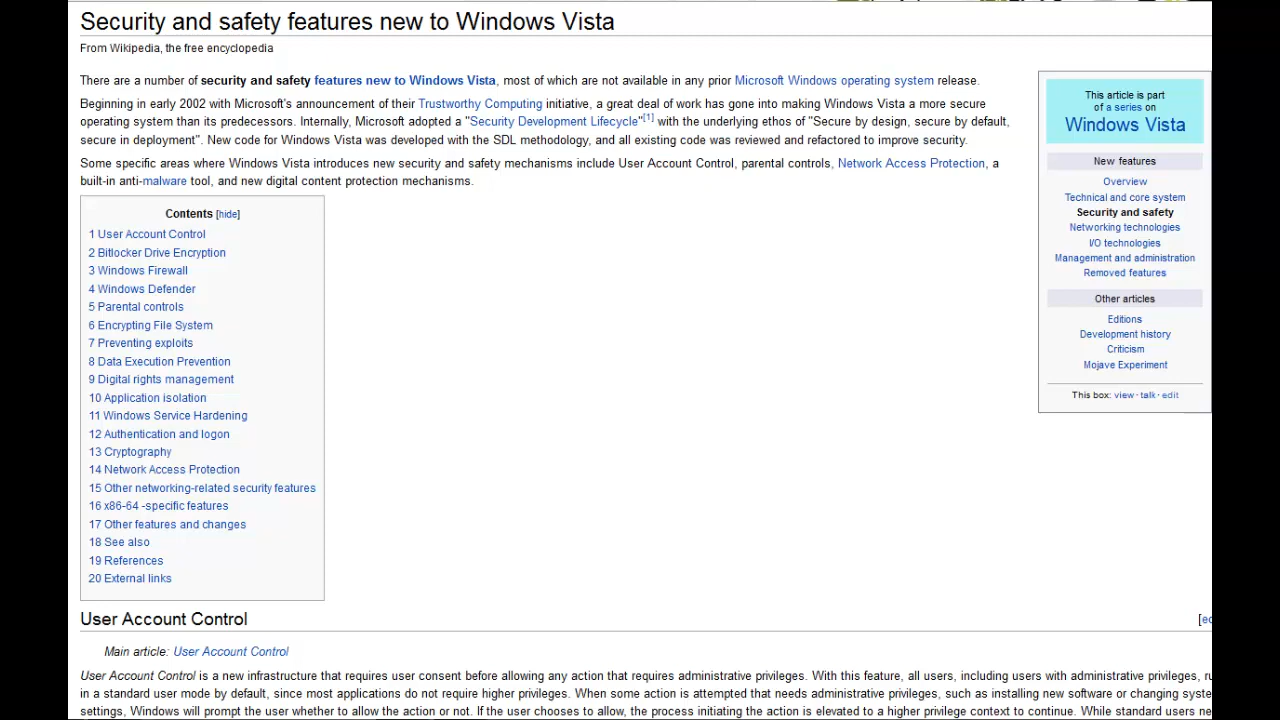 Security and safety features new to Windows Vista
From Wikipedia, the free encyclopedia
There are a number of security and safety features new to Windows Vista, most of which are not available in any prior Microsoft Windows operating system release.
Beginning in early 2002 with Microsoft's announcement of their Trustworthy Computing initiative, a great deal of work has gone into making Windows Vista a more secure
operating system than its predecessors. Internally, Microsoft adopted a "Security Development Lifecycle"[1] with the underlying ethos of "Secure by design, secure by default,
secure in deployment". New code for Windows Vista was developed with the SDL methodology, and all existing code was reviewed and refactored to improve security.
Some specific areas where Windows Vista introduces new security and safety mechanisms include User Account Control, parental controls, Network Access Protection, a
built-in anti-malware tool, and new digital content protection mechanisms.
This article is part
of a series on
Windows Vista
New features
Overview
Technical and core system
Security and safety
Networking technologies
I/O technologies
Management and administration
Removed features
Other articles
Editions
Development history
Criticism
Mojave Experiment
This box: view · talk · edit
Contents [hide]
1 User Account Control
2 Bitlocker Drive Encryption
3 Windows Firewall
4 Windows Defender
5 Parental controls
6 Encrypting File System
7 Preventing exploits
8 Data Execution Prevention
9 Digital rights management
10 Application isolation
11 Windows Service Hardening
12 Authentication and logon
13 Cryptography
14 Network Access Protection
15 Other networking-related security features
16 x86-64 -specific features
17 Other features and changes
18 See also
19 References
20 External links
User Account Control
Main article: User Account Control
User Account Control is a new infrastructure that requires user consent before allowing any action that requires administrative privileges. With this feature, all users, including users with administrative privileges, ru
in a standard user mode by default, since most applications do not require higher privileges. When some action is attempted that needs administrative privileges, such as installing new software or changing syste
settings, Windows will prompt the user whether to allow the action or not. If the user chooses to allow, the process initiating the action is elevated to a higher privilege context to continue. While standard users ne